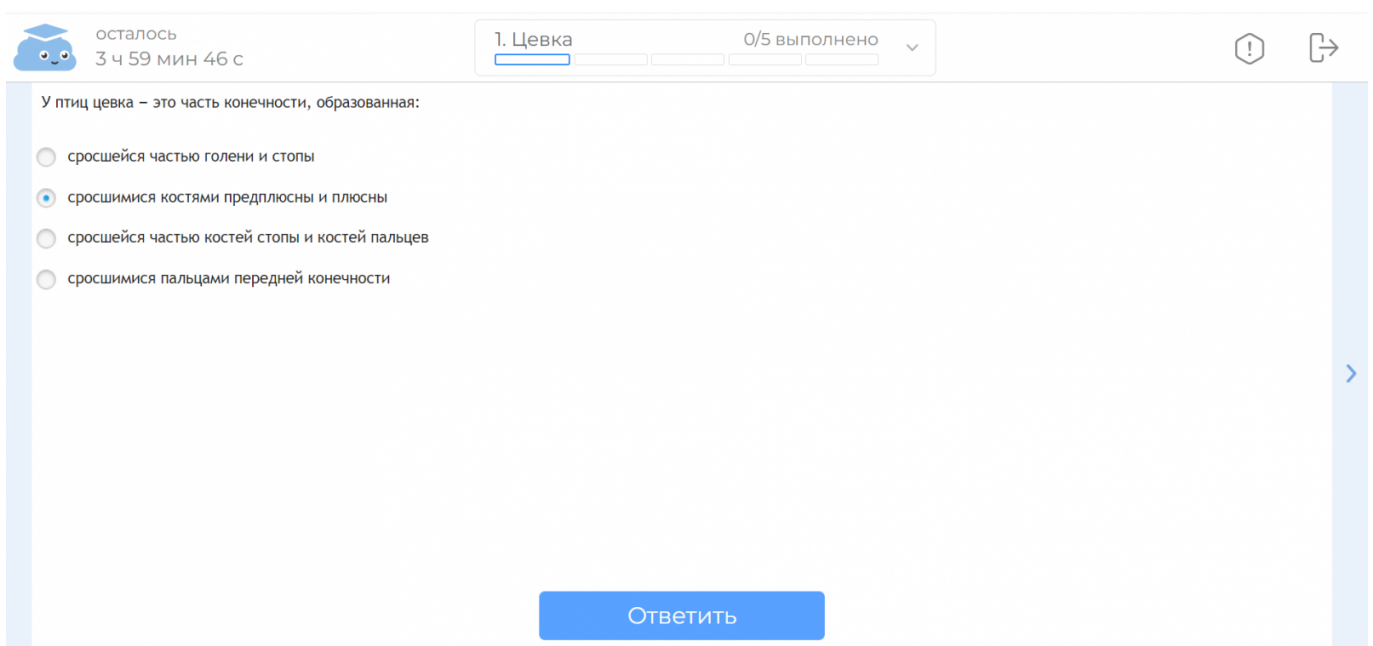 осталось
3 ч 59 мин 46 с
1. Цевка
0/5 выполнено
У птиц цевка – это часть конечности, образованная:
сросшейся частью голени и стопы
сросшимися костями предплюсны и плюсны
сросшейся частью костей стопы и костей пальцев
сросшимися пальцами передней конечности
Ответить